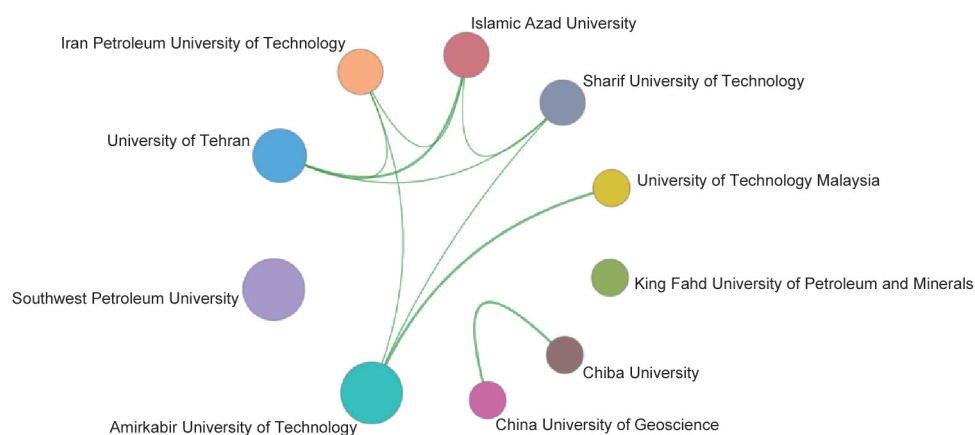 Islamic Azad University
Iran Petroleum University of Technology
Sharif University of Technology
University of Tehran
University of Technology Malaysia
King Fahd University of Petroleum and Minerals
Southwest Petroleum University
Chiba University
China University of Geoscience
Amirkabir University of Technology